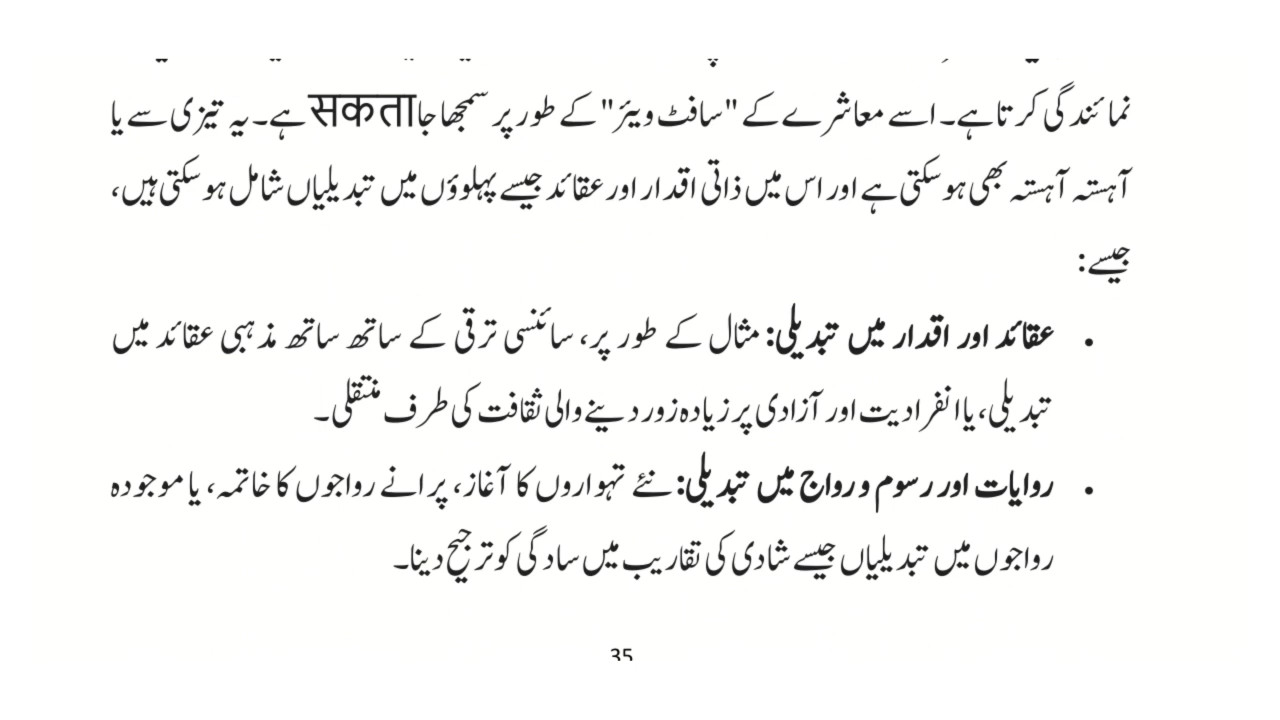 نمائندگی کرتا ہے۔ اسے معاشرے کے "سافٹ ویئر" کے طور پر سمجھا جا सकता ہے۔ یہ تیزی سے یا
آہستہ آہستہ بھی ہو سکتی ہے اور اس میں ذاتی اقدار اور عقائد جیسے پہلوؤں میں تبدیلیاں شامل ہو سکتی ہیں،
جیسے:
• عقائد اور اقدار میں تبدیلی: مثال کے طور پر، سائنسی ترقی کے ساتھ ساتھ مذہبی عقائد میں
تبدیلی، یا انفرادیت اور آزادی پر زیادہ زور دینے والی ثقافت کی طرف منتقلی۔
• روایات اور رسوم و رواج میں تبدیلی: نئے تہواروں کا آغاز، پرانے رواجوں کا خاتمہ، یا موجودہ
رواجوں میں تبدیلیاں جیسے شادی کی تقاریب میں سادگی کو ترجیح دینا۔
35